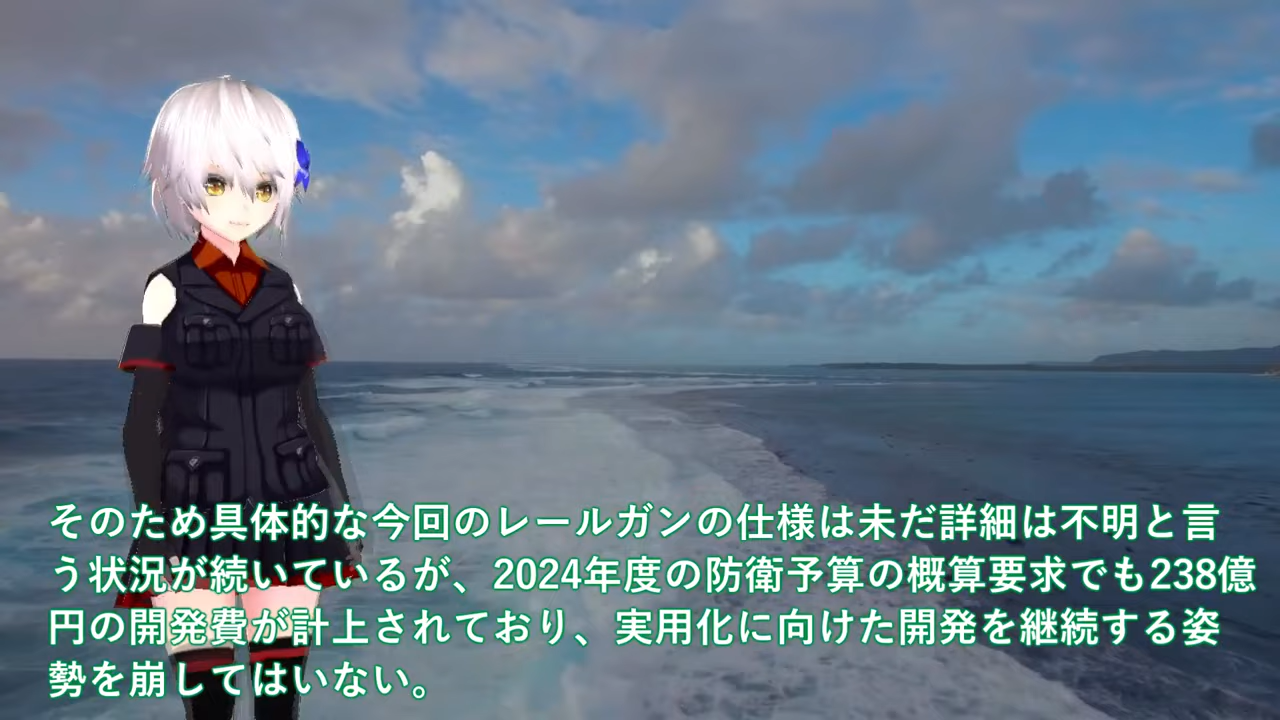 そのため具体的な今回のレールガンの仕様は未だ詳細は不明と言
う状況が続いているが、2024年度の防衛予算の概算要求でも238億
円の開発費が計上されており、実用化に向けた開発を継続する姿
勢を崩してはいない。